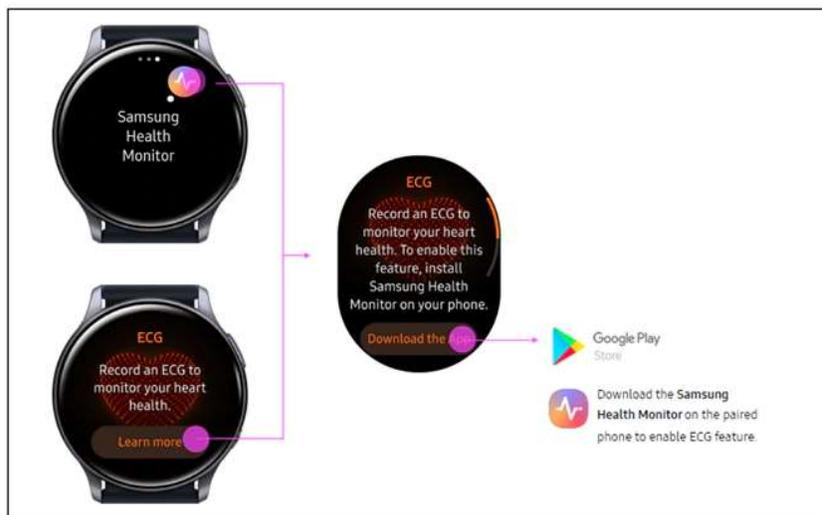 Samsung
Health
Monitor
ECG
Record an ECG to
monitor your heart
health.
Learn more
ECG
Record an ECG to
monitor your heart
health. To enable this
feature, install
Samsung Health
Monitor on your phone.
Download the App
Google Play
Store
Download the Samsung
Health Monitor on the paired
phone to enable ECG feature.